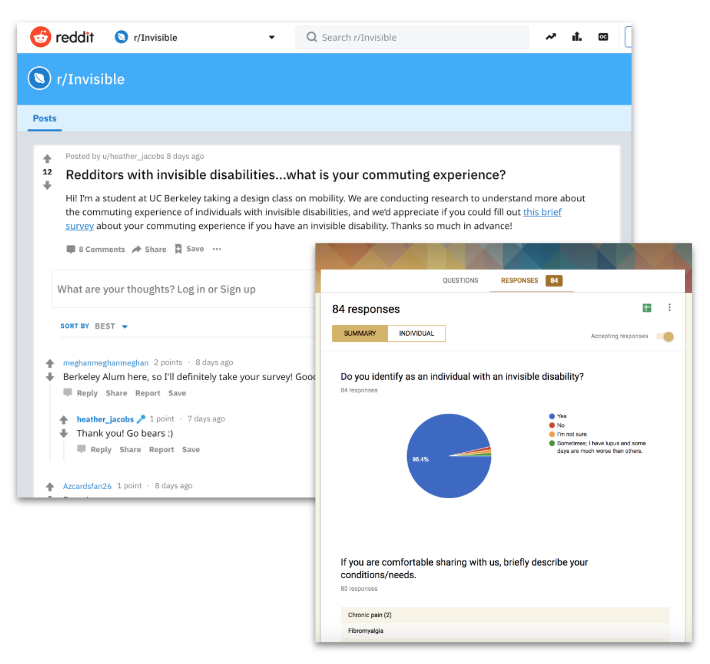 reddit
r/Invisible
Search r/Invisible
r/Invisible
Posts
Posted by u/heather_jacobs 8 days ago
12
Redditors with invisible disabilities...what is your commuting experience?
Hi! I'm a student at UC Berkeley taking a design class on mobility. We are conducting research to understand more about
the commuting experience of individuals with invisible disabilities, and we'd appreciate if you could fill out this brief
survey about your commuting experience if you have an invisible disability. Thanks so much in advance!
8 Comments Share Save ...
What are your thoughts? Log in or Sign up
SORT BY BEST
meghanmeghanmeghan 2 points · 8 days ago
Berkeley Alum here, so I'll definitely take your survey!
Reply Share Report Save
heather_jacobs 1 point · 7 days ago
Thank you! Go bears :)
Reply Share Report Save
Azcardsfan26 1 point · 8 days ago
QUESTIONS RESPONSES 84
84 responses
SUMMARY INDIVIDUAL
Accepting responses
Do you identify as an individual with an invisible disability?
84 responses
Yes
No
I'm not sure
Sometimes; I have lupus and some
days are much worse than others.
96.4%
If you are comfortable sharing with us, briefly describe your
conditions/needs.
80 responses
Chronic pain (2)
Fibromyalgia